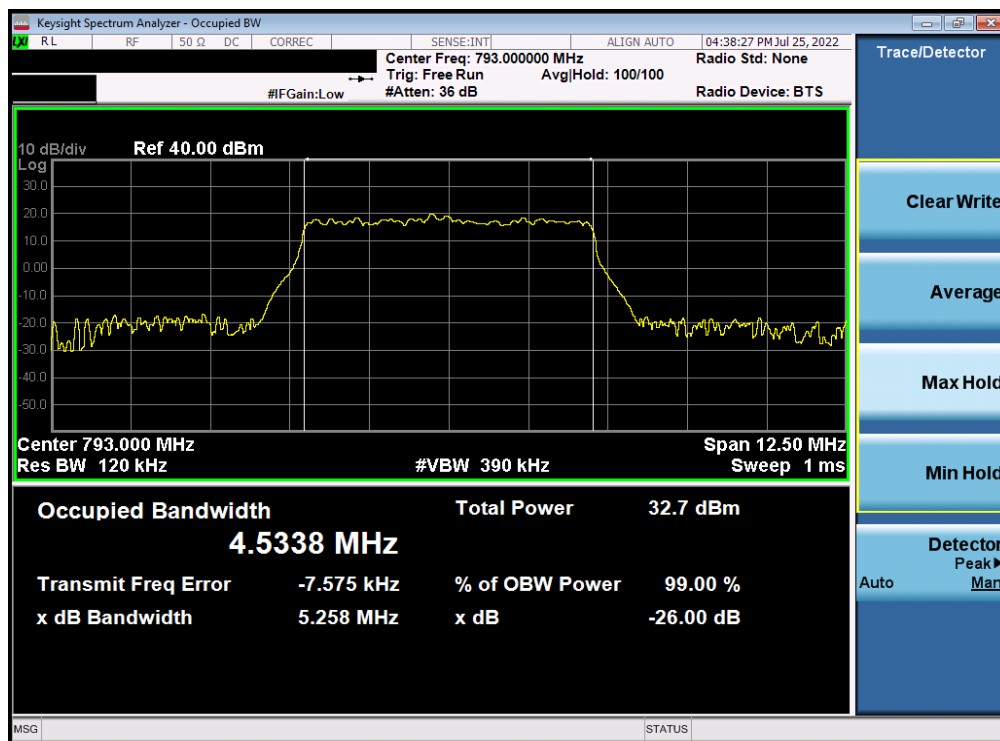 Keysight Spectrum Analyzer - Occupied BW
LXI RL RF 50 Ω DC CORREC SENSE:INT ALIGN AUTO 04:38:27 PM Jul 25, 2022
Center Freq: 793.000000 MHz Radio Std: None
Trig: Free Run Avg|Hold: 100/100
#IFGain:Low #Atten: 36 dB Radio Device: BTS
10 dB/div Ref 40.00 dBm
Log
30.0
20.0
10.0
0.00
-10.0
-20.0
-30.0
-40.0
-50.0
Center 793.000 MHz Span 12.50 MHz
Res BW 120 kHz #VBW 390 kHz Sweep 1 ms
Occupied Bandwidth Total Power 32.7 dBm
4.5338 MHz
Transmit Freq Error -7.575 kHz % of OBW Power 99.00 %
x dB Bandwidth 5.258 MHz x dB -26.00 dB
MSG STATUS
Trace/Detector
Clear Write
Average
Max Hold
Min Hold
Detector
Peak▶
Auto Man